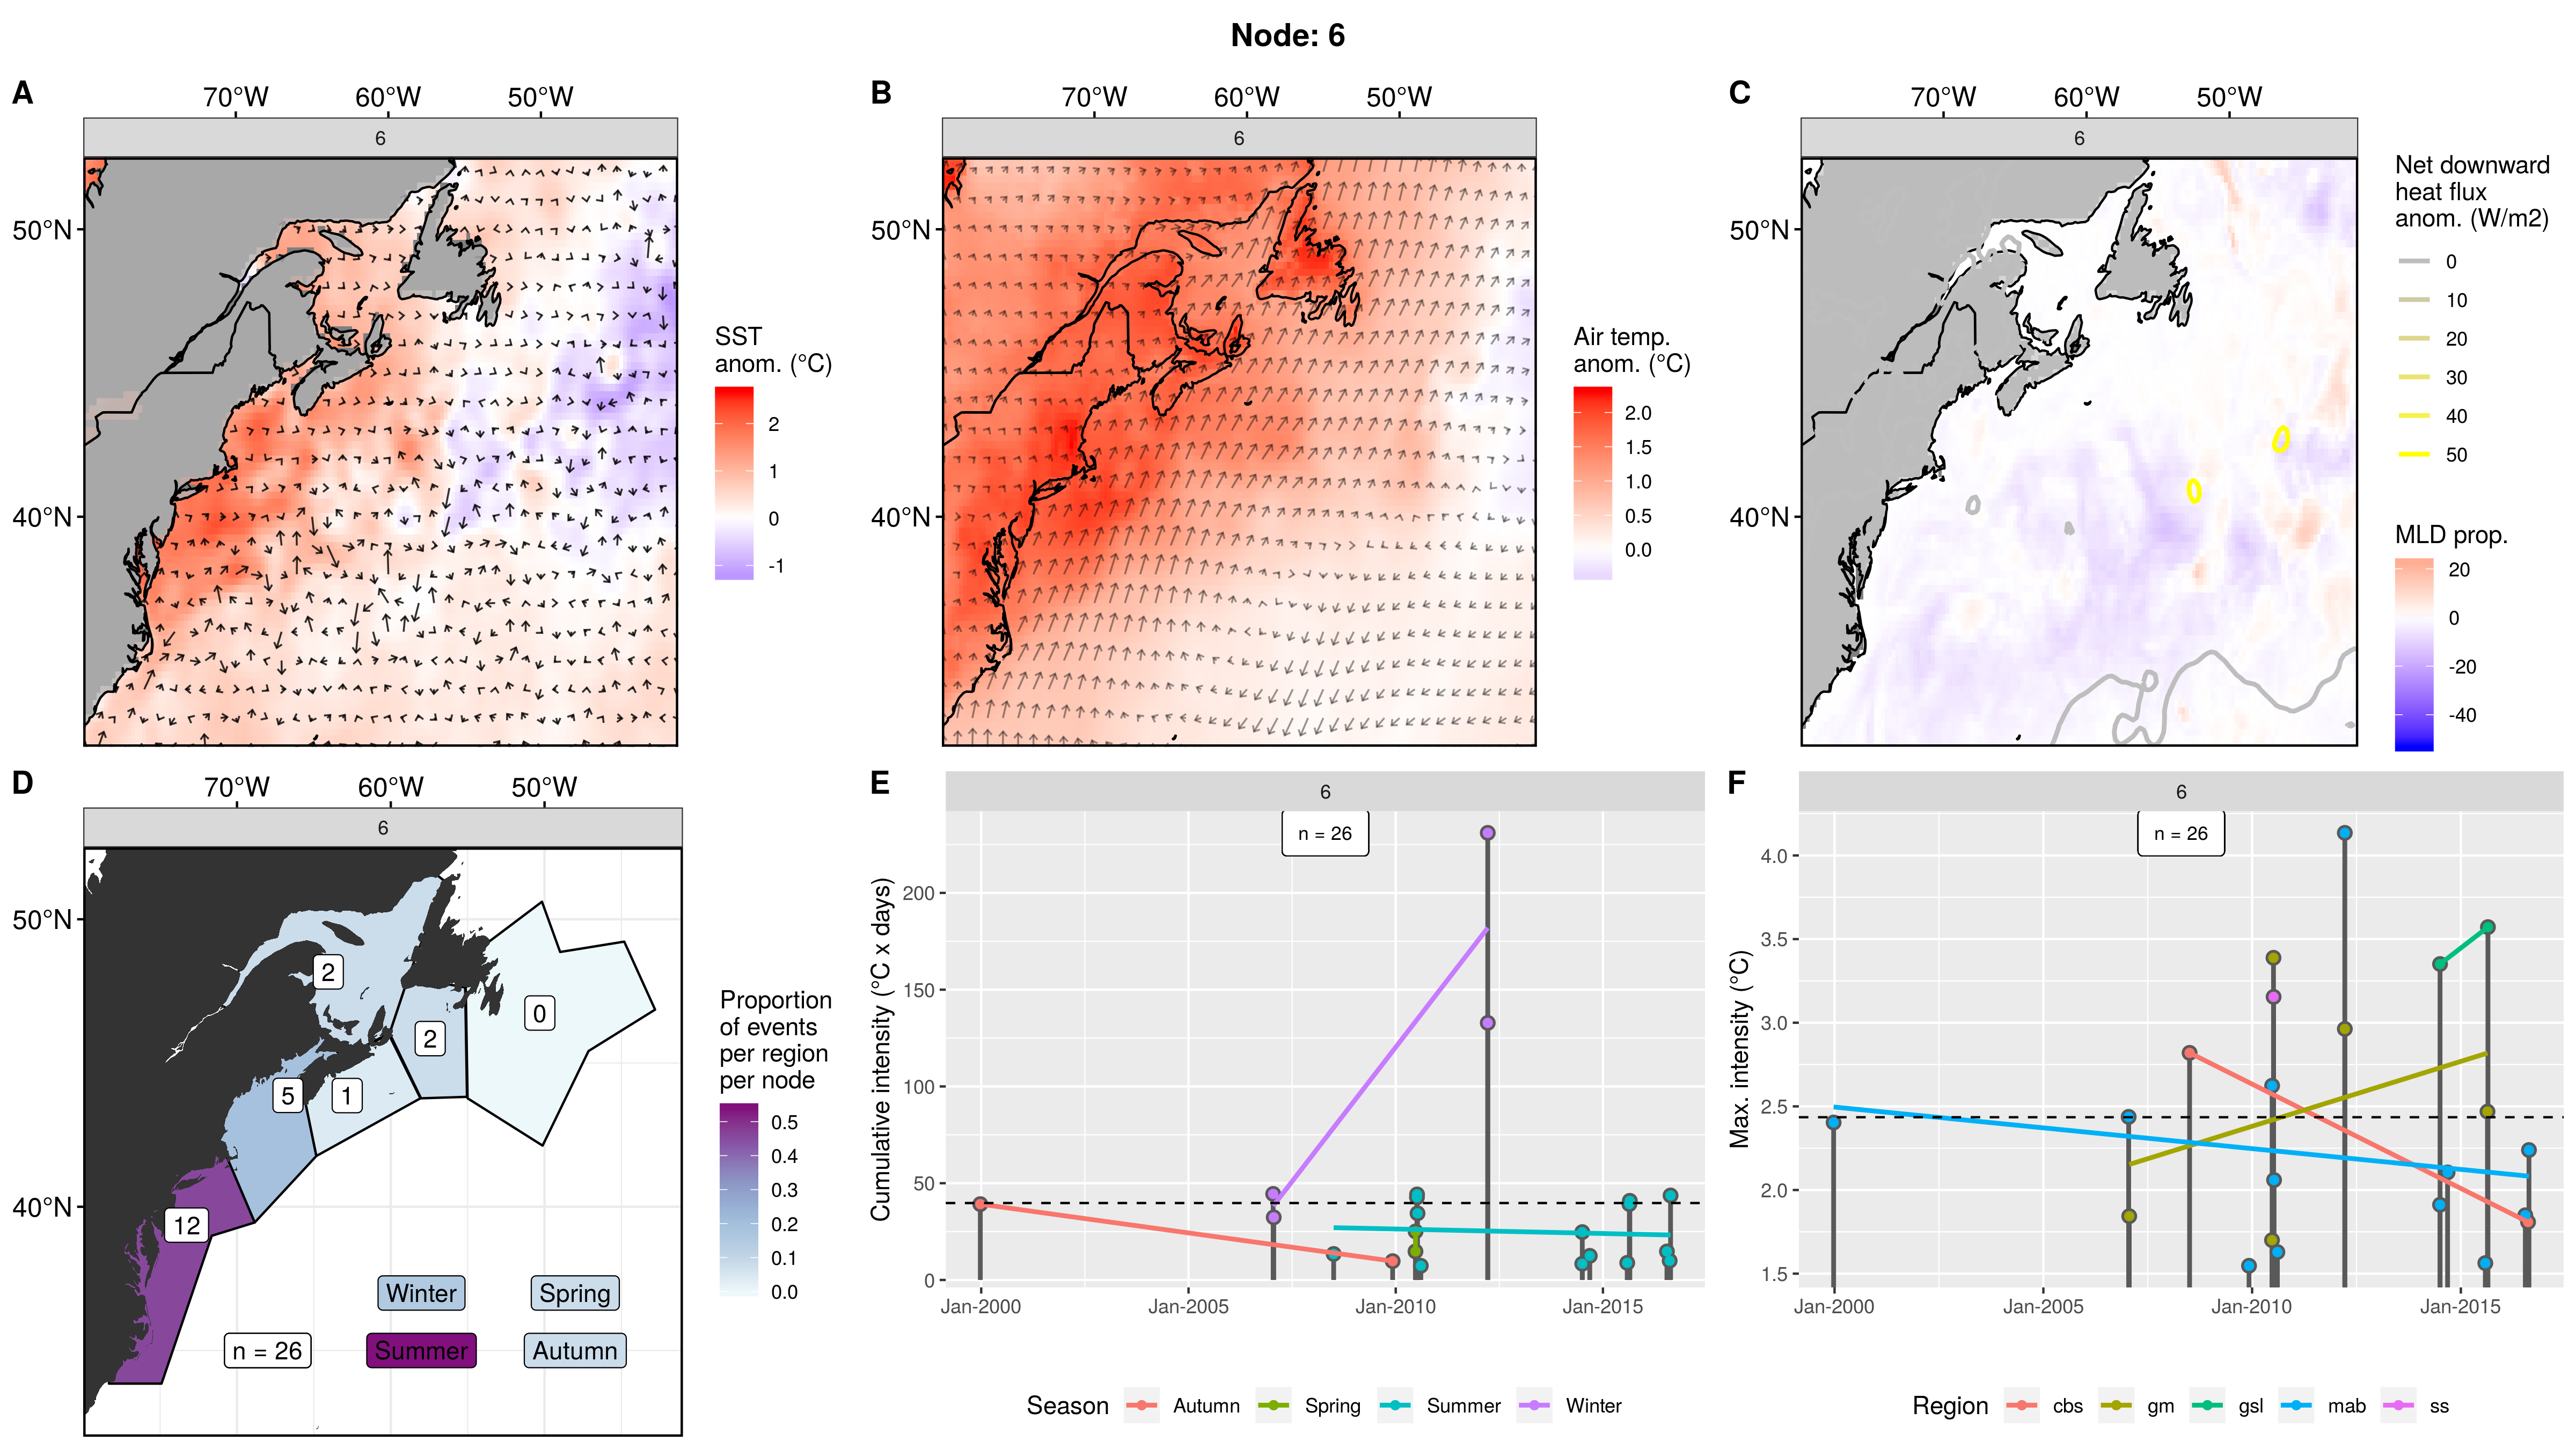 Node: 6
A
70°W 60°W 50°W
6
50°N
40°N
SST
anom. (°C)
2
1
0
-1
B
70°W 60°W 50°W
6
50°N
40°N
Air temp.
anom. (°C)
2.0
1.5
1.0
0.5
0.0
C
70°W 60°W 50°W
6
50°N
40°N
Net downward
heat flux
anom. (W/m2)
0
10
20
30
40
50
MLD prop.
20
0
-20
-40
D
70°W 60°W 50°W
6
50°N
40°N
2
2
0
5
1
12
Winter
Spring
n = 26
Summer
Autumn
Proportion
of events
per region
per node
0.5
0.4
0.3
0.2
0.1
0.0
E
6
n = 26
Cumulative intensity (°C x days)
200
150
100
50
0
Jan-2000 Jan-2005 Jan-2010 Jan-2015
Season Autumn Spring Summer Winter
F
6
n = 26
Max. intensity (°C)
4.0
3.5
3.0
2.5
2.0
1.5
Jan-2000 Jan-2005 Jan-2010 Jan-2015
Region cbs gm gsl mab ss